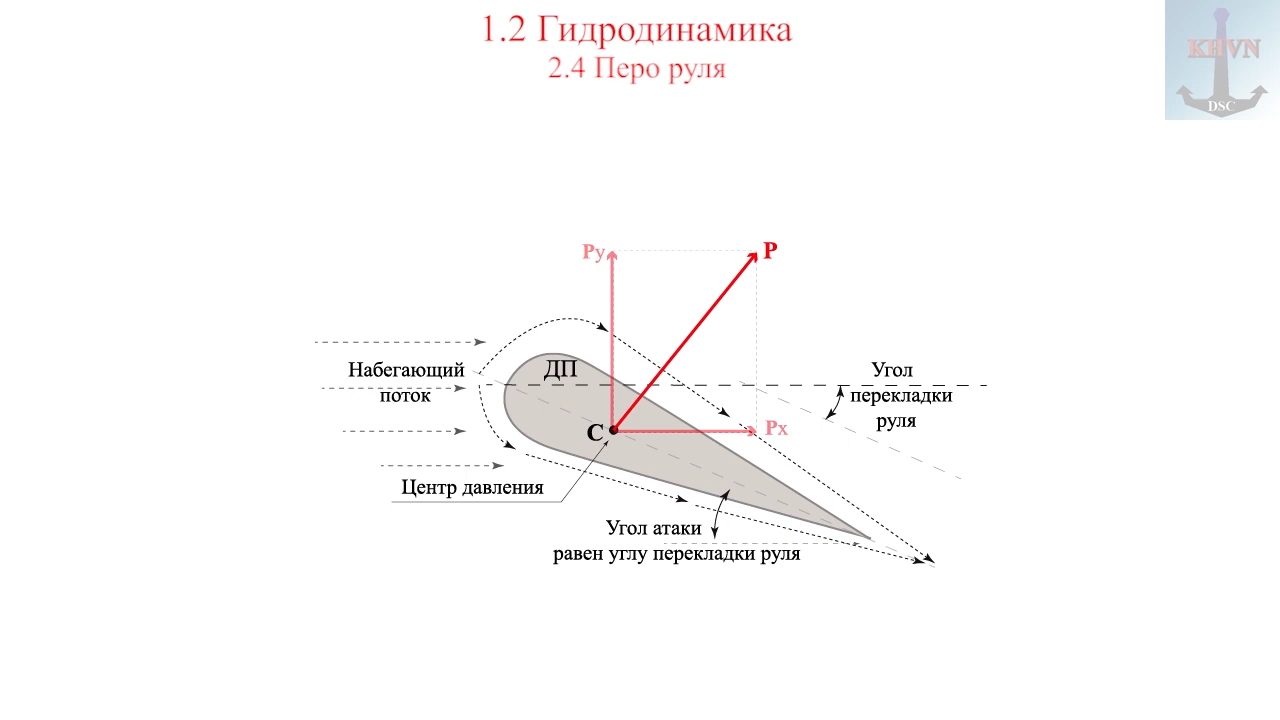 1.2 Гидродинамика
2.4 Перо руля
KHVN
DSC
Py
P
ДП
Набегающий
поток
Угол
перекладки
руля
C
Px
Центр давления
Угол атаки
равен углу перекладки руля